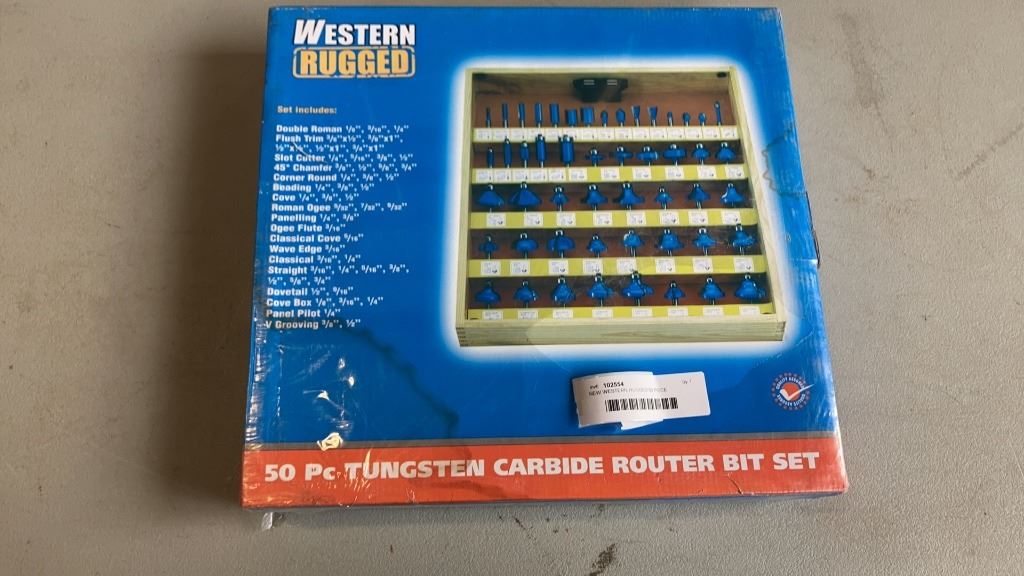 WESTERN
RUGGED
Set includes:
Double Roman 1/8", 3/16", 1/4"
Flush Trim 3/8"x1/2", 3/8"x1",
1/2"x1/2", 1/2"x1", 3/4"x1"
Slot Cutter 1/4", 5/16", 3/8", 1/2"
45° Chamfer 3/8", 1/2", 5/8", 3/4"
Corner Round 1/4", 3/8", 1/2"
Beading 1/4", 3/8", 1/2"
Cove 1/4", 3/8", 1/2"
Roman Ogee 5/32", 7/32", 9/32"
Panelling 1/4", 3/8"
Ogee Flute 3/16"
Classical Cove 5/16"
Wave Edge 3/16"
Classical 3/16", 1/4"
Straight 3/16", 1/4", 5/16", 3/8",
1/2", 5/8", 3/4"
Dovetail 1/2", 9/16"
Cove Box 1/8", 3/16", 1/4"
Panel Pilot 1/4"
V Grooving 3/8", 1/2"
102554
NEW WESTERN RUGGED
50 Pc TUNGSTEN CARBIDE ROUTER BIT SET